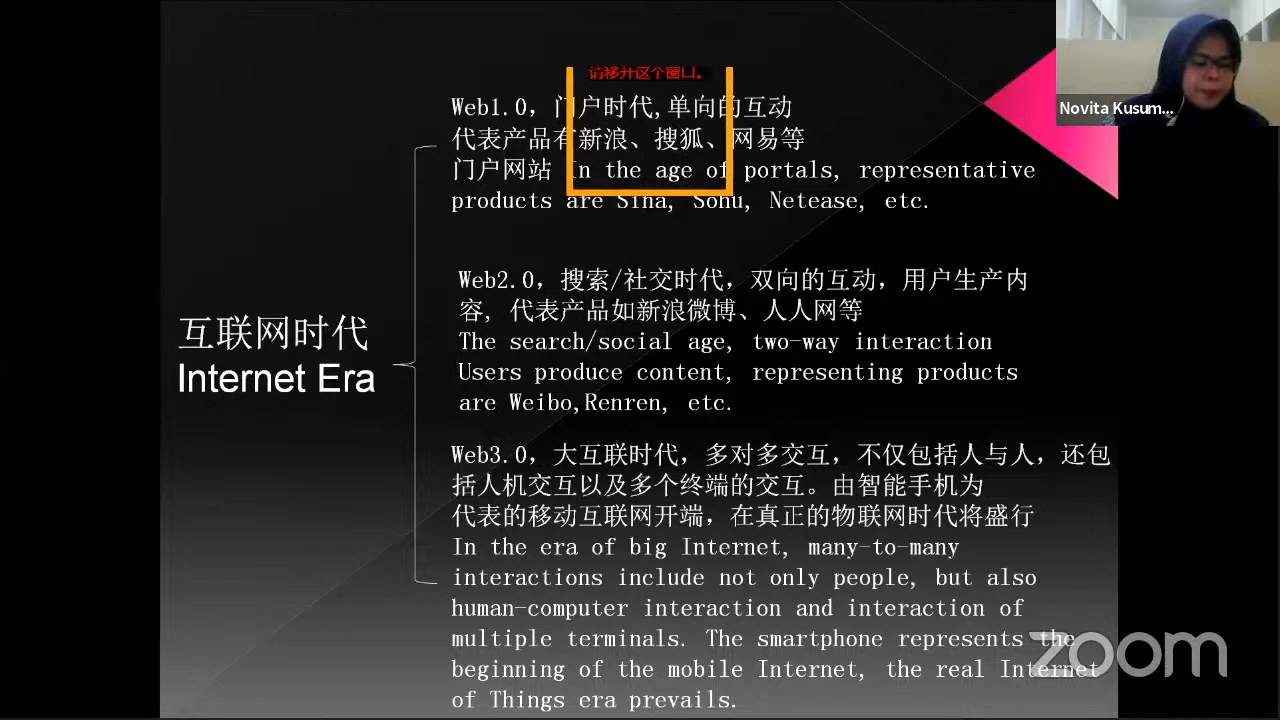 请移开这个窗口。
Web1.0，门户时代,单向的互动
代表产品有新浪、搜狐、网易等
门户网站 In the age of portals, representative
products are Sina, Sohu, Netease, etc.
Web2.0，搜索/社交时代，双向的互动，用户生产内
容, 代表产品如新浪微博、人人网等
The search/social age, two-way interaction
Users produce content, representing products
are Weibo,Renren, etc.
互联网时代
Internet Era
Web3.0，大互联时代，多对多交互，不仅包括人与人，还包
括人机交互以及多个终端的交互。由智能手机为
代表的移动互联网开端，在真正的物联网时代将盛行
In the era of big Internet, many-to-many
interactions include not only people, but also
human-computer interaction and interaction of
multiple terminals. The smartphone represents the
beginning of the mobile Internet, the real Internet
of Things era prevails.
Novita Kusum...
zoom